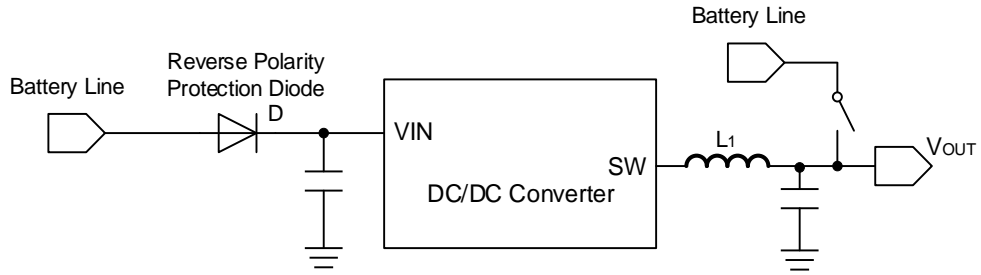 Battery Line
Reverse Polarity
Protection Diode
D
Battery Line
VIN
SW
DC/DC Converter
L1
VOUT